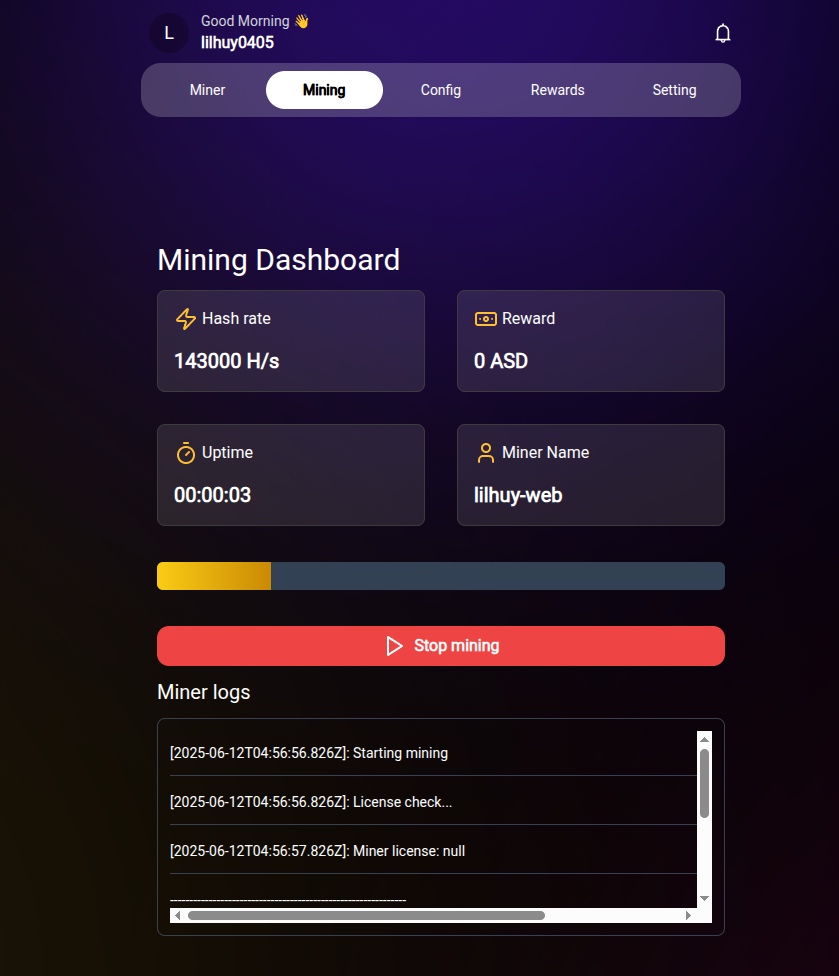 L
Good Morning 👋
lilhuy0405
Miner Mining Config Rewards Setting
Mining Dashboard
Hash rate
143000 H/s
Reward
0 ASD
Uptime
00:00:03
Miner Name
lilhuy-web
Stop mining
Miner logs
[2025-06-12T04:56:56.826Z]: Starting mining
[2025-06-12T04:56:56.826Z]: License check...
[2025-06-12T04:56:57.826Z]: Miner license: null
------------------------------------------------------------